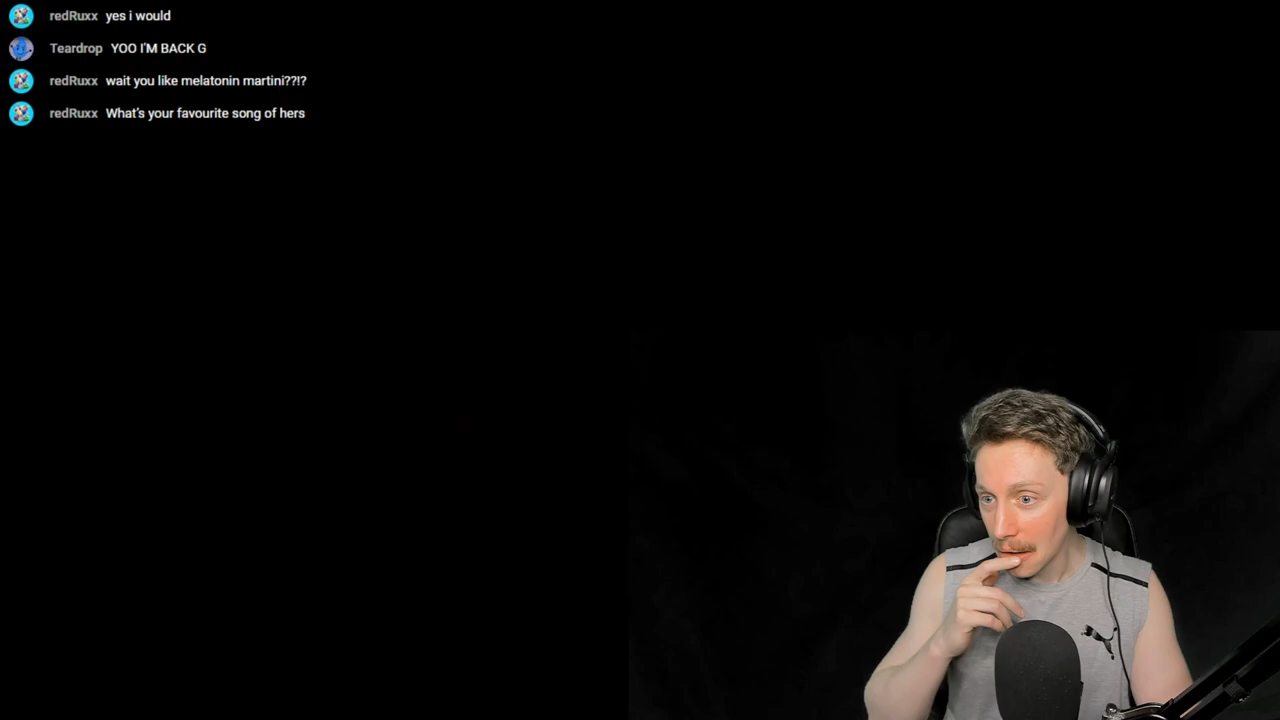 redRuxx yes i would
Teardrop YOO I'M BACK G
redRuxx wait you like melatonin martini??!?
redRuxx What's your favourite song of hers